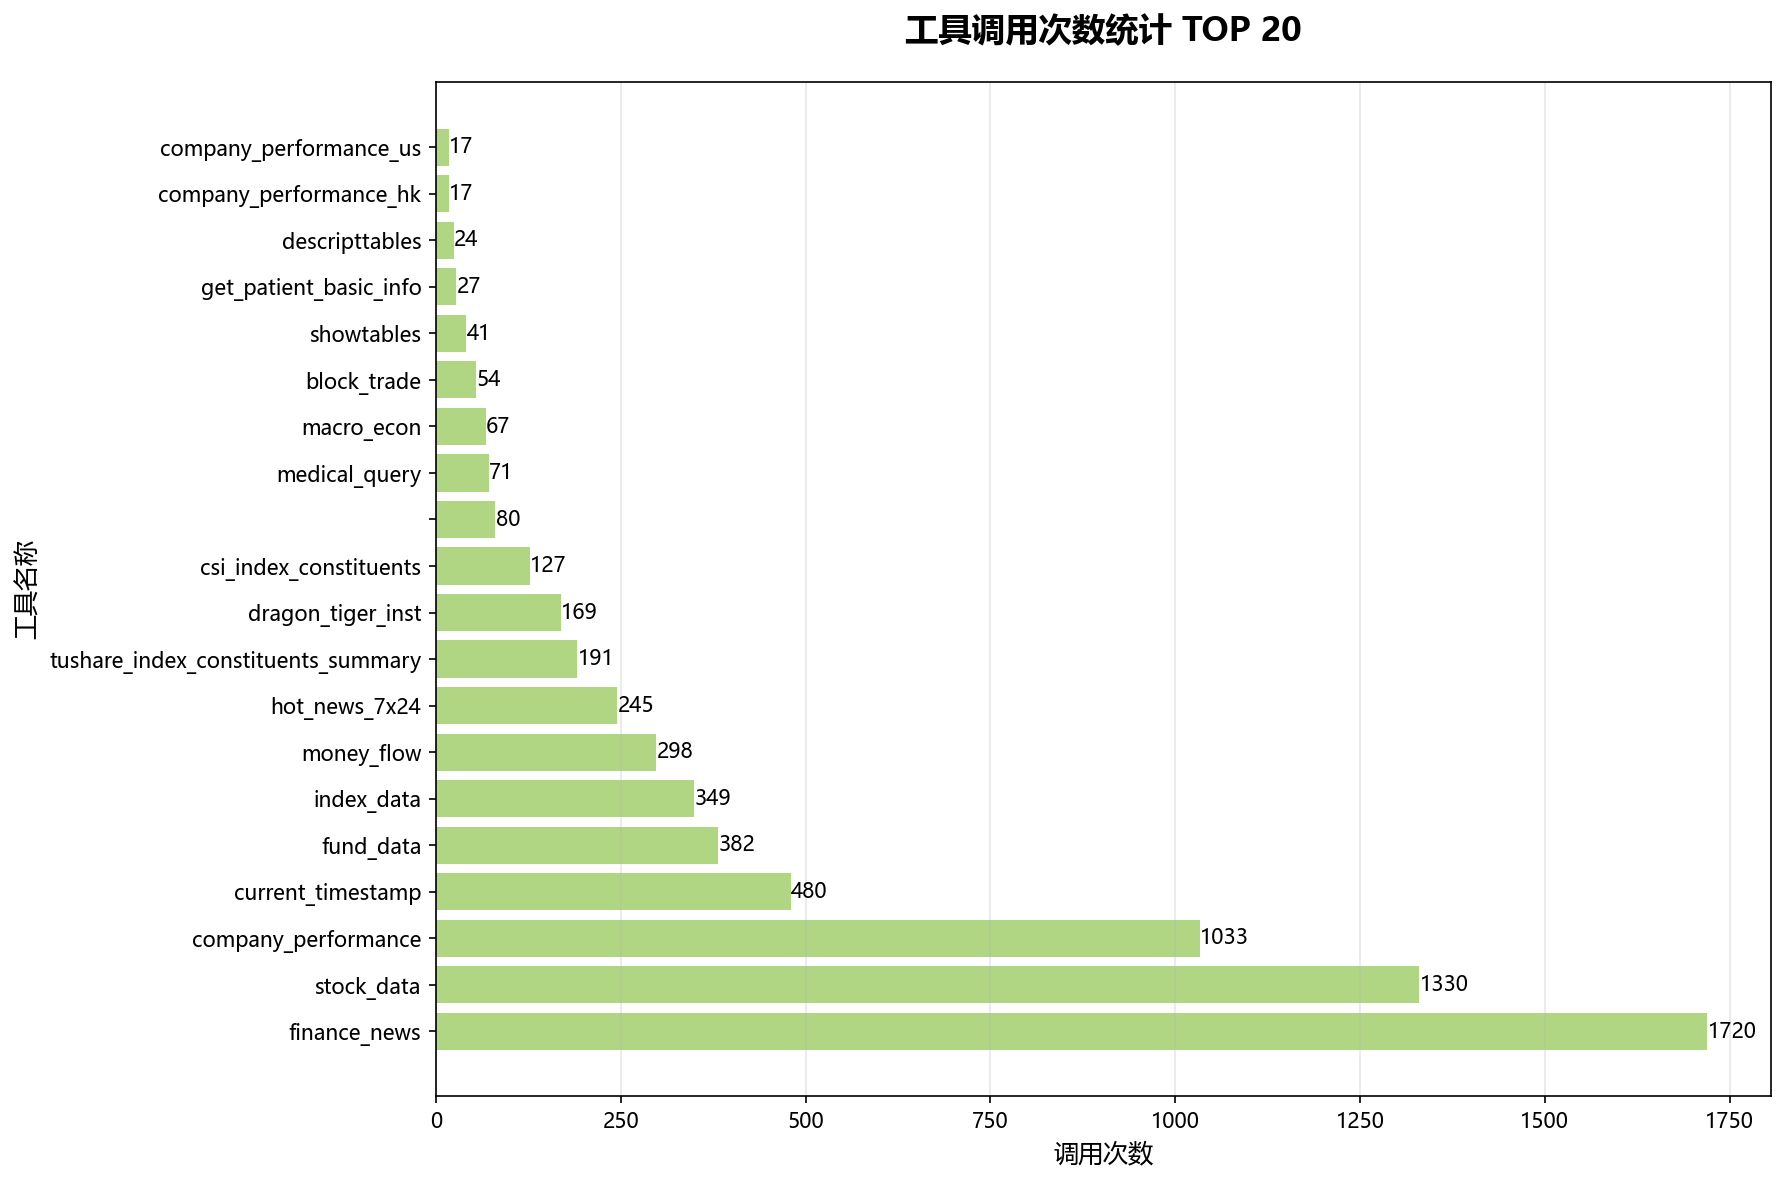 工具调用次数统计 TOP 20
工具名称
company_performance_us 17
company_performance_hk 17
descripttables 24
get_patient_basic_info 27
showtables 41
block_trade 54
macro_econ 67
medical_query 71
80
csi_index_constituents 127
dragon_tiger_inst 169
tushare_index_constituents_summary 191
hot_news_7x24 245
money_flow 298
index_data 349
fund_data 382
current_timestamp 480
company_performance 1033
stock_data 1330
finance_news 1720
0 250 500 750 1000 1250 1500 1750
调用次数